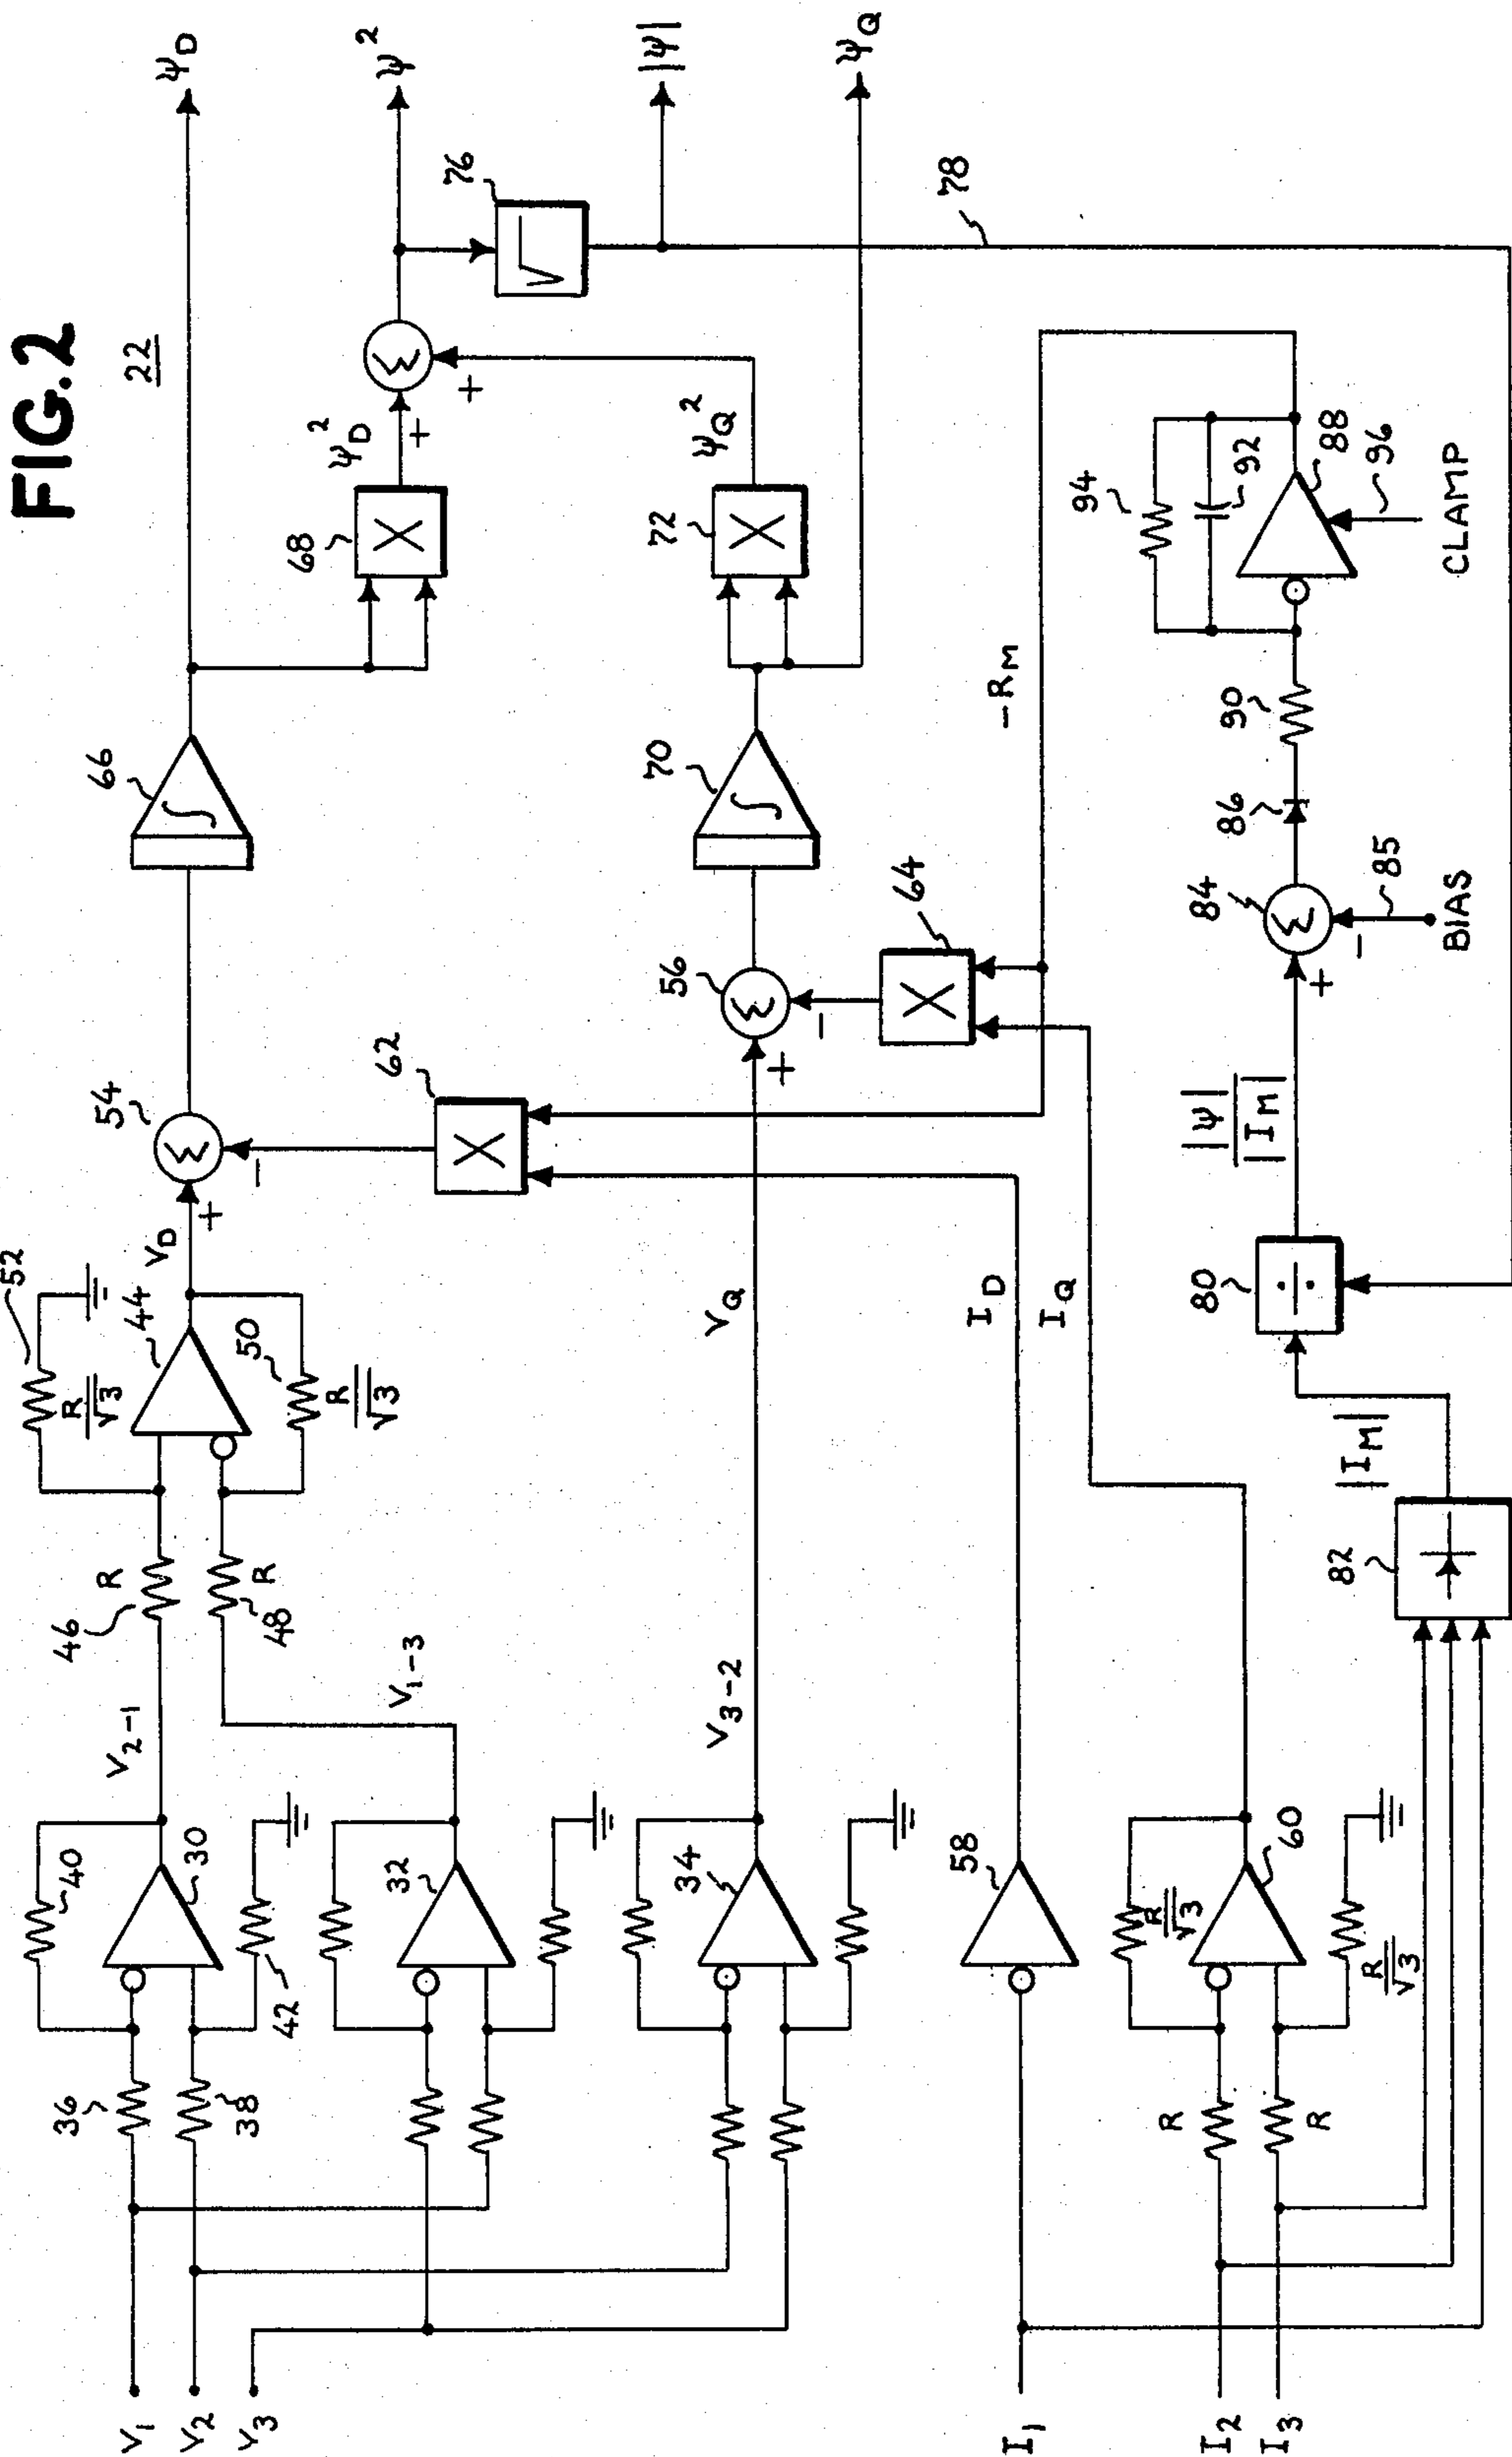 FIG.2
22
V1
V2
V3
36
38
40
42
30
32
34
V2-1
V1-3
V3-2
46
R
48
R
52
R/√3
44
50
R/√3
VD
+
-
54
62
X
VQ
+
-
56
64
X
66
∫
70
∫
68
X
72
X
ΨD²
+
+
ΨQ²
Σ
76
√
78
ΨD
Ψ²
|Ψ|
ΨQ
I1
I2
I3
58
60
R
R
R/√3
R/√3
ID
IQ
82
|IM|
80
÷
|Ψ|/|IM|
+
-
84
Σ
85
BIAS
86
90
94
92
88
96
CLAMP
-RM